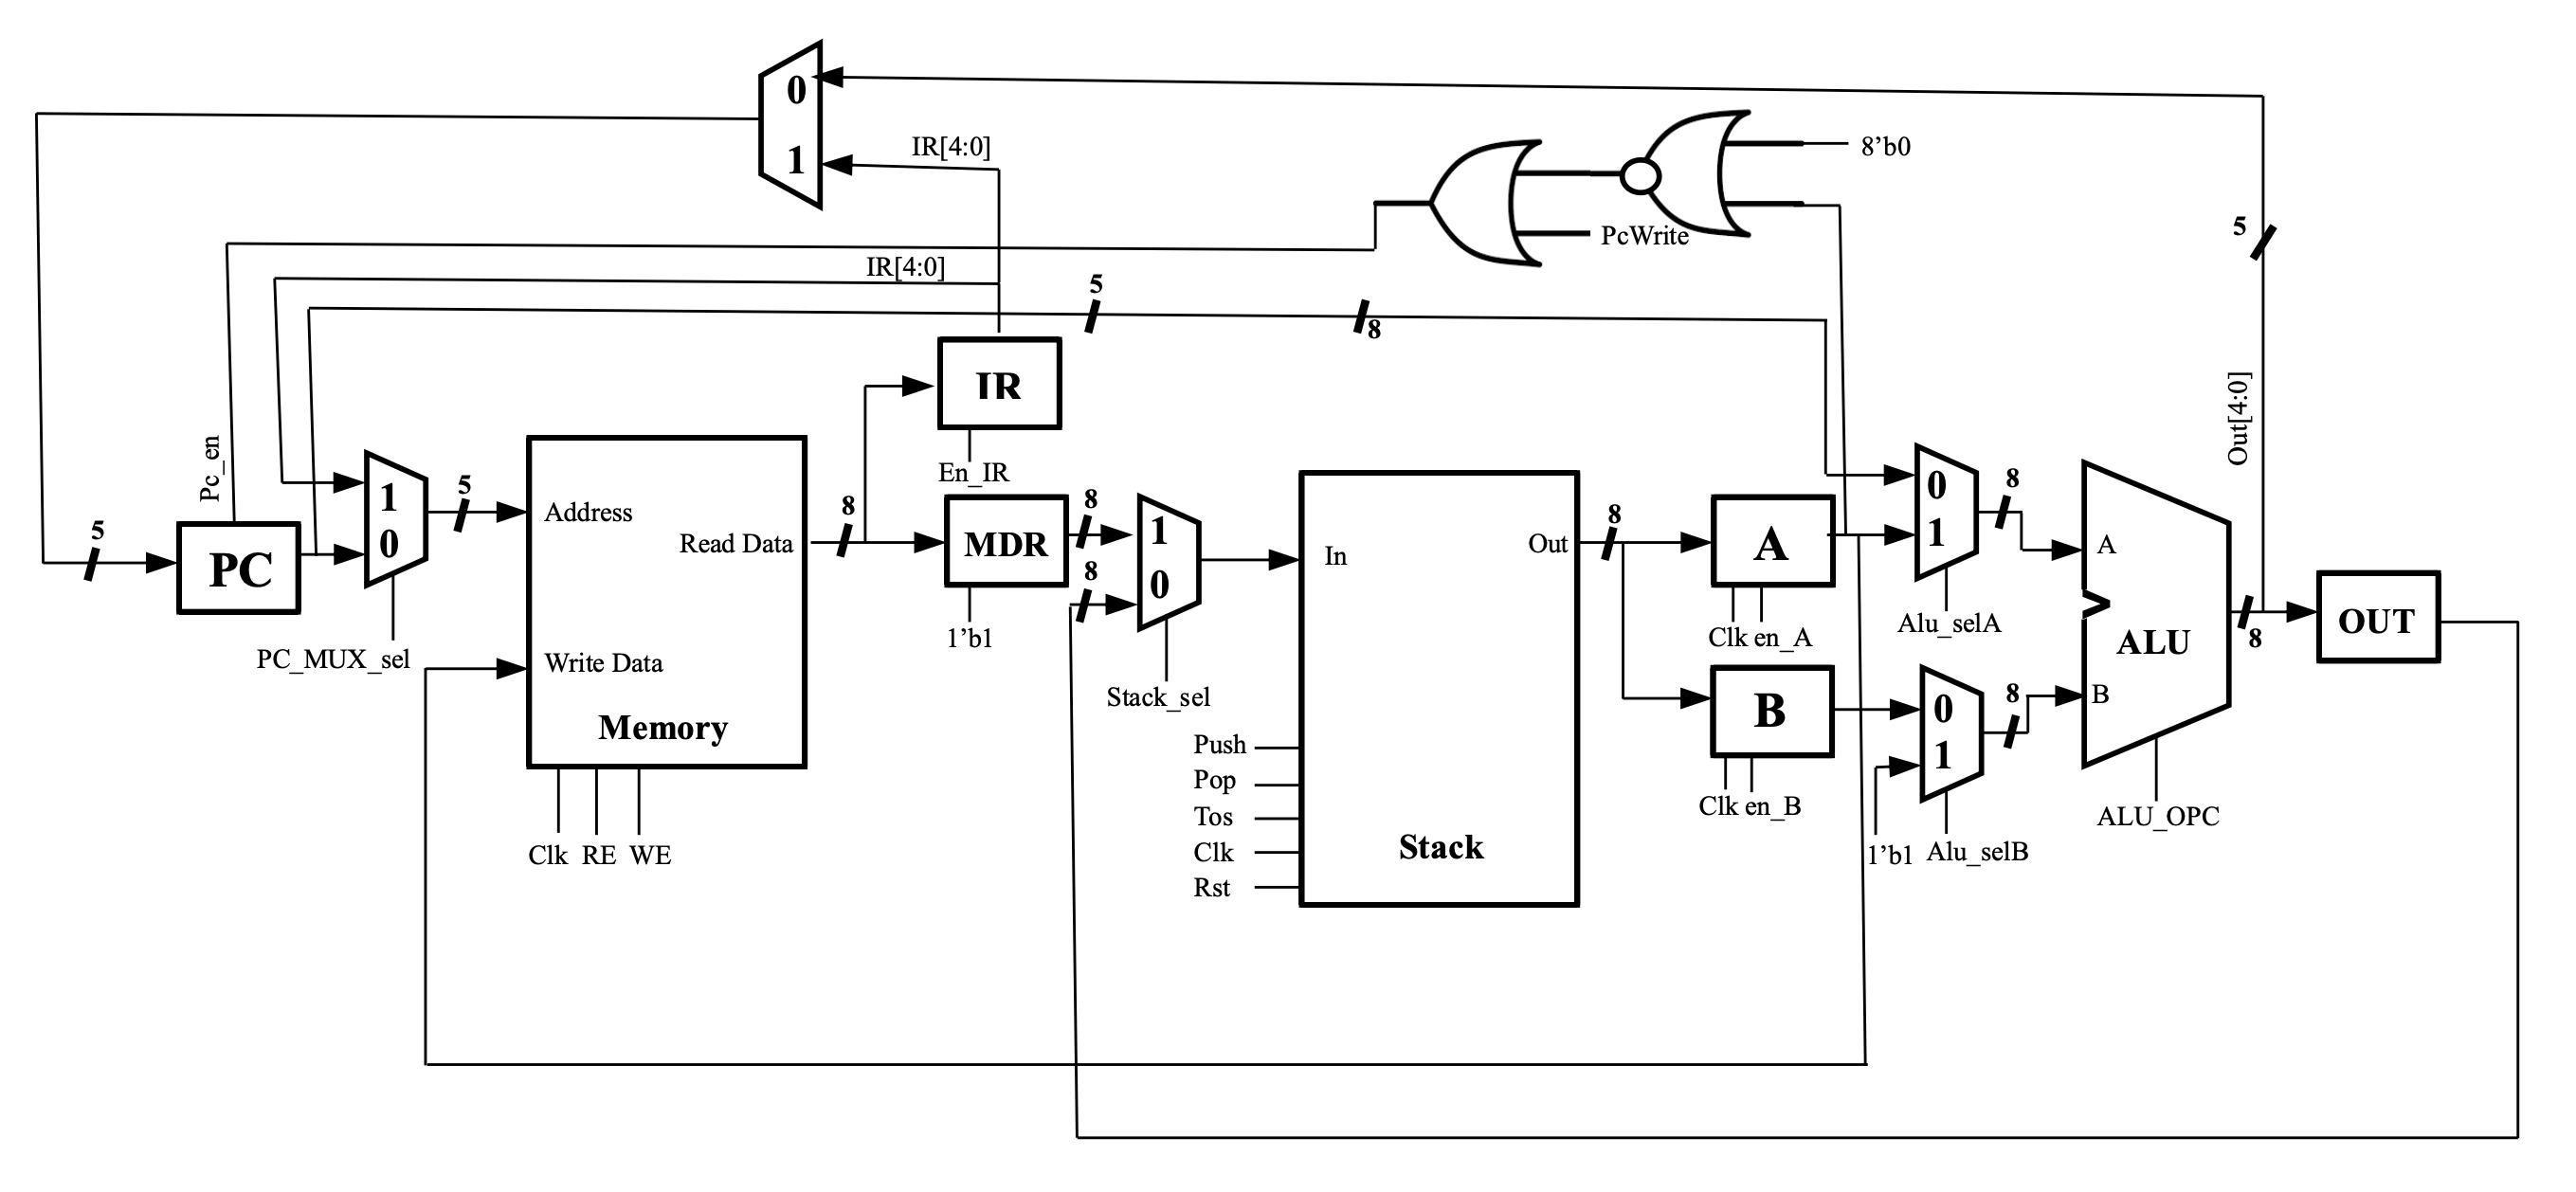 0
1
IR[4:0]
8’b0
PcWrite
5
IR[4:0]
5
8
Out[4:0]
IR
En_IR
Pc_en
5
PC
1
0
PC_MUX_sel
5
Address
Read Data
Write Data
Memory
Clk RE WE
8
MDR
1’b1
8
8
1
0
Stack_sel
In
Out
Push
Pop
Tos
Clk
Rst
Stack
8
A
Clk en_A
B
Clk en_B
0
1
Alu_selA
8
0
1
1’b1 Alu_selB
8
A
B
ALU
ALU_OPC
8
OUT